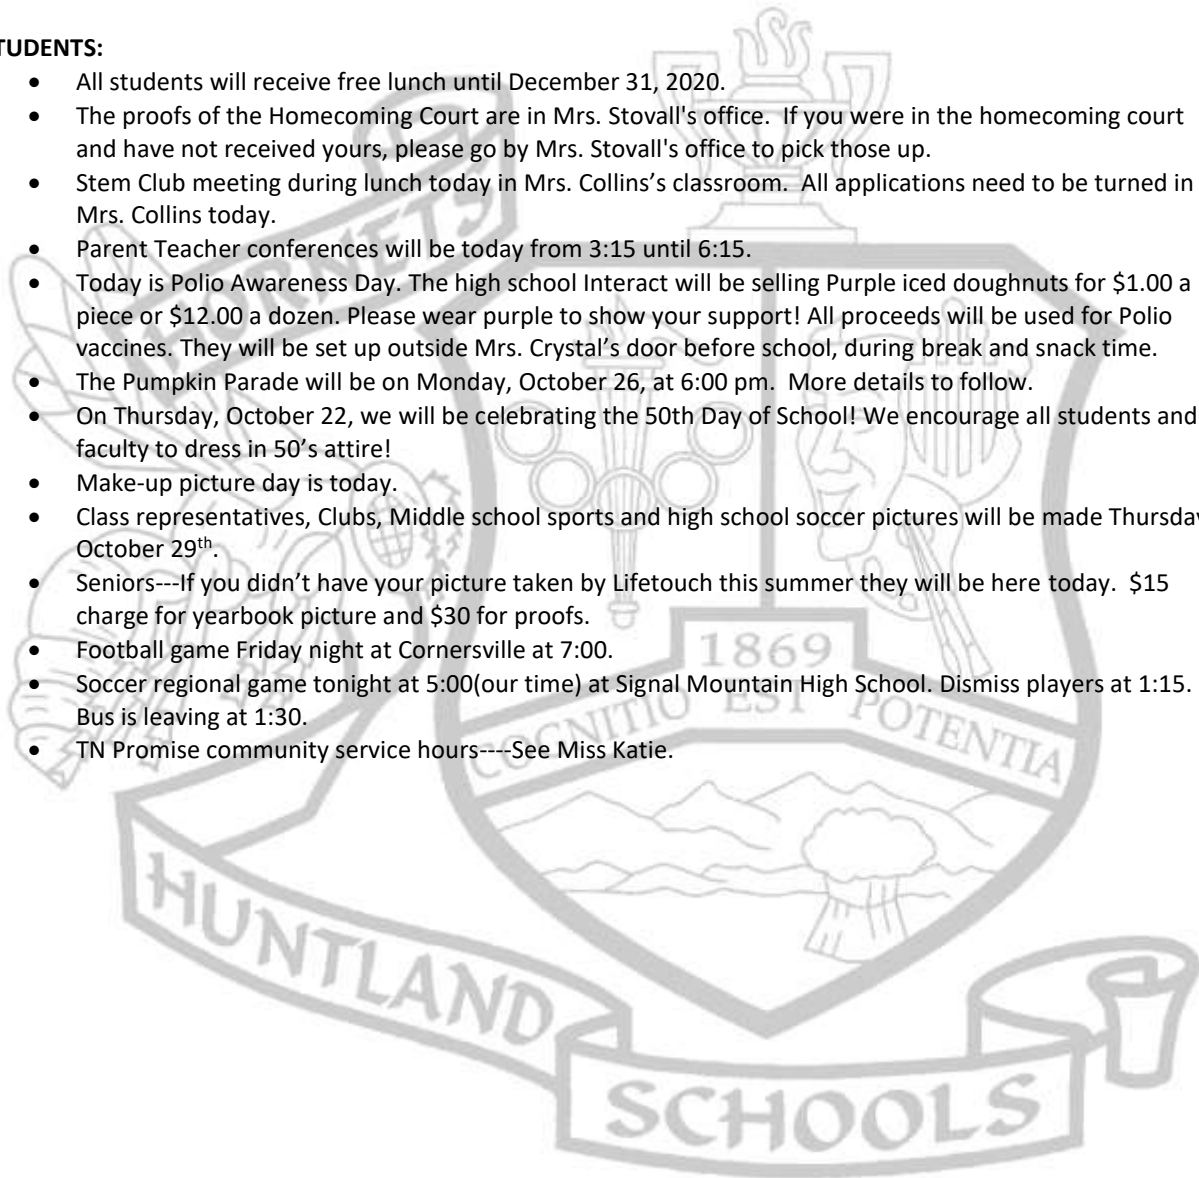 TUDENTS:
• All students will receive free lunch until December 31, 2020.
• The proofs of the Homecoming Court are in Mrs. Stovall's office.  If you were in the homecoming court
and have not received yours, please go by Mrs. Stovall's office to pick those up.
• Stem Club meeting during lunch today in Mrs. Collins’s classroom.  All applications need to be turned in
Mrs. Collins today.
• Parent Teacher conferences will be today from 3:15 until 6:15.
• Today is Polio Awareness Day. The high school Interact will be selling Purple iced doughnuts for $1.00 a
piece or $12.00 a dozen. Please wear purple to show your support! All proceeds will be used for Polio
vaccines. They will be set up outside Mrs. Crystal’s door before school, during break and snack time.
• The Pumpkin Parade will be on Monday, October 26, at 6:00 pm.  More details to follow.
• On Thursday, October 22, we will be celebrating the 50th Day of School! We encourage all students and
faculty to dress in 50’s attire!
• Make-up picture day is today.
• Class representatives, Clubs, Middle school sports and high school soccer pictures will be made Thursday
October 29th.
• Seniors---If you didn’t have your picture taken by Lifetouch this summer they will be here today.  $15
charge for yearbook picture and $30 for proofs.
• Football game Friday night at Cornersville at 7:00.
• Soccer regional game tonight at 5:00(our time) at Signal Mountain High School. Dismiss players at 1:15.
Bus is leaving at 1:30.
• TN Promise community service hours----See Miss Katie.
HORNETS
1869
COGNITIO EST POTENTIA
HUNTLAND
SCHOOLS